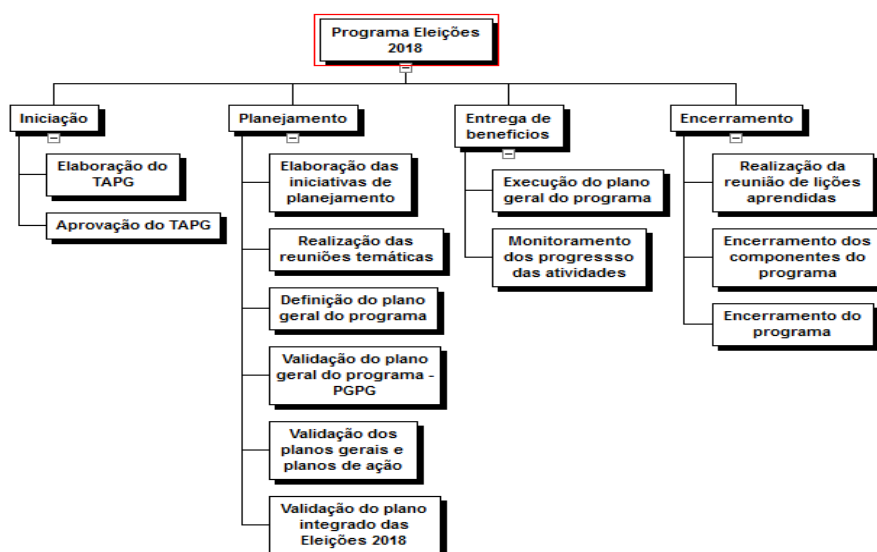 Programa Eleições
2018
Iniciação
Elaboração do
TAPG
Aprovação do TAPG
Planejamento
Elaboração das
iniciativas de
planejamento
Realização das
reuniões temáticas
Definição do plano
geral do programa
Validação do plano
geral do programa -
PGPG
Validação dos
planos gerais e
planos de ação
Validação do plano
integrado das
Eleições 2018
Entrega de
beneficios
Execução do plano
geral do programa
Monitoramento
dos progressso
das atividades
Encerramento
Realização da
reunião de lições
aprendidas
Encerramento dos
componentes do
programa
Encerramento do
programa